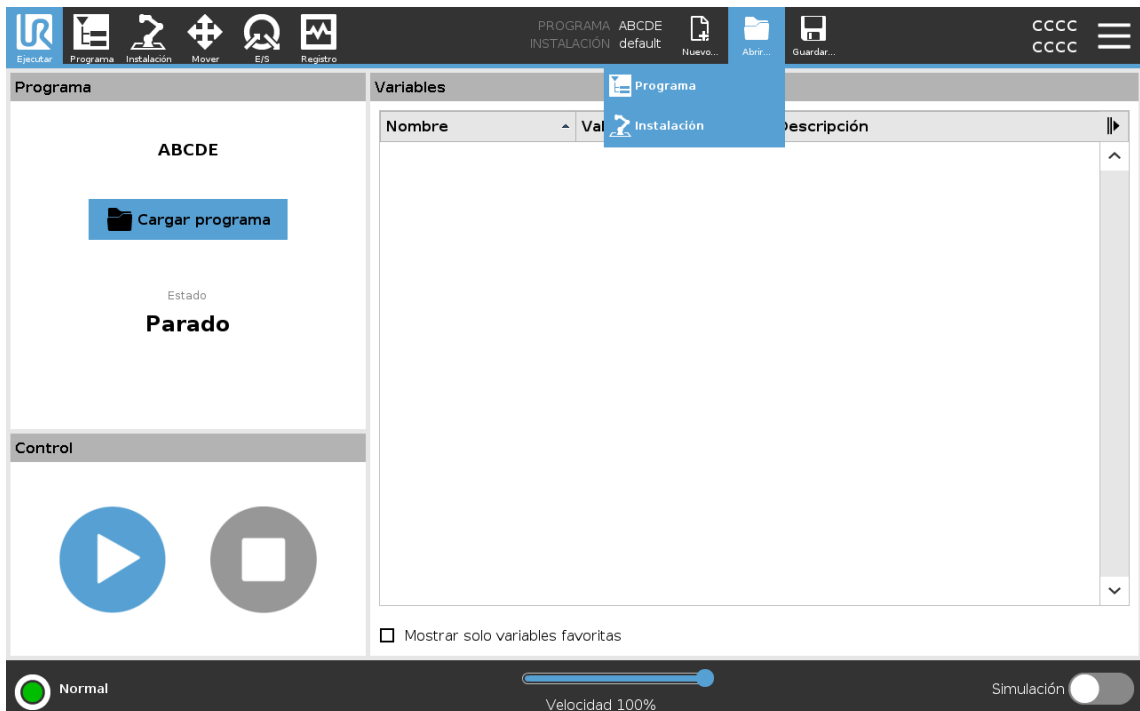 Ejecutar Programa Instalación Mover E/S Registro
PROGRAMA ABCDE
INSTALACIÓN default
Nuevo... Abrir... Guardar...
CCCC
CCCC
Programa
Instalación
Programa
ABCDE
Cargar programa
Estado
Parado
Control
Variables
Nombre Val Descripción
Mostrar solo variables favoritas
Normal
Velocidad 100%
Simulación